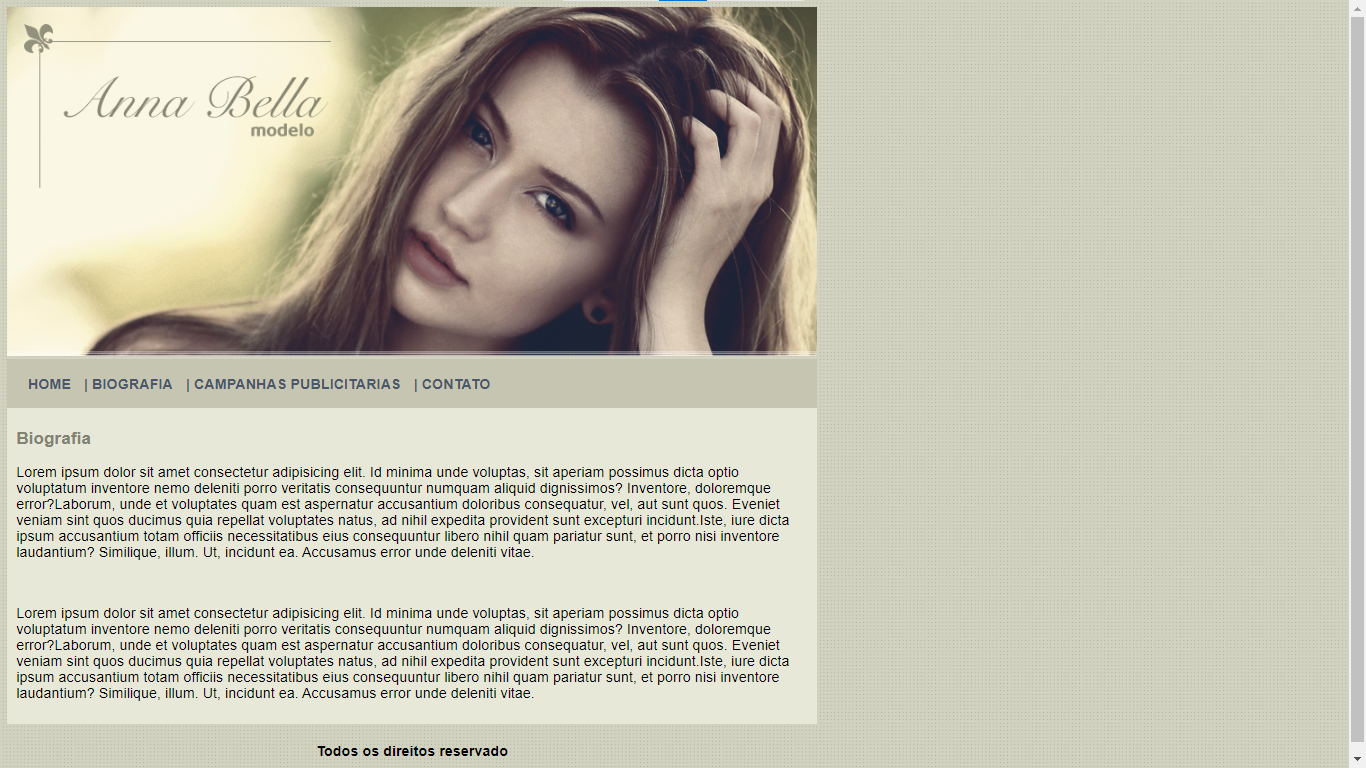 Anna Bella
modelo
HOME | BIOGRAFIA | CAMPANHAS PUBLICITARIAS | CONTATO
Biografia
Lorem ipsum dolor sit amet consectetur adipisicing elit. Id minima unde voluptas, sit aperiam possimus dicta optio
voluptatum inventore nemo deleniti porro veritatis consequuntur numquam aliquid dignissimos? Inventore, doloremque
error?Laborum, unde et voluptates quam est aspernatur accusantium doloribus consequatur, vel, aut sunt quos. Eveniet
veniam sint quos ducimus quia repellat voluptates natus, ad nihil expedita provident sunt excepturi incidunt.Iste, iure dicta
ipsum accusantium totam officiis necessitatibus eius consequuntur libero nihil quam pariatur sunt, et porro nisi inventore
laudantium? Similique, illum. Ut, incidunt ea. Accusamus error unde deleniti vitae.
Lorem ipsum dolor sit amet consectetur adipisicing elit. Id minima unde voluptas, sit aperiam possimus dicta optio
voluptatum inventore nemo deleniti porro veritatis consequuntur numquam aliquid dignissimos? Inventore, doloremque
error?Laborum, unde et voluptates quam est aspernatur accusantium doloribus consequatur, vel, aut sunt quos. Eveniet
veniam sint quos ducimus quia repellat voluptates natus, ad nihil expedita provident sunt excepturi incidunt.Iste, iure dicta
ipsum accusantium totam officiis necessitatibus eius consequuntur libero nihil quam pariatur sunt, et porro nisi inventore
laudantium? Similique, illum. Ut, incidunt ea. Accusamus error unde deleniti vitae.
Todos os direitos reservado